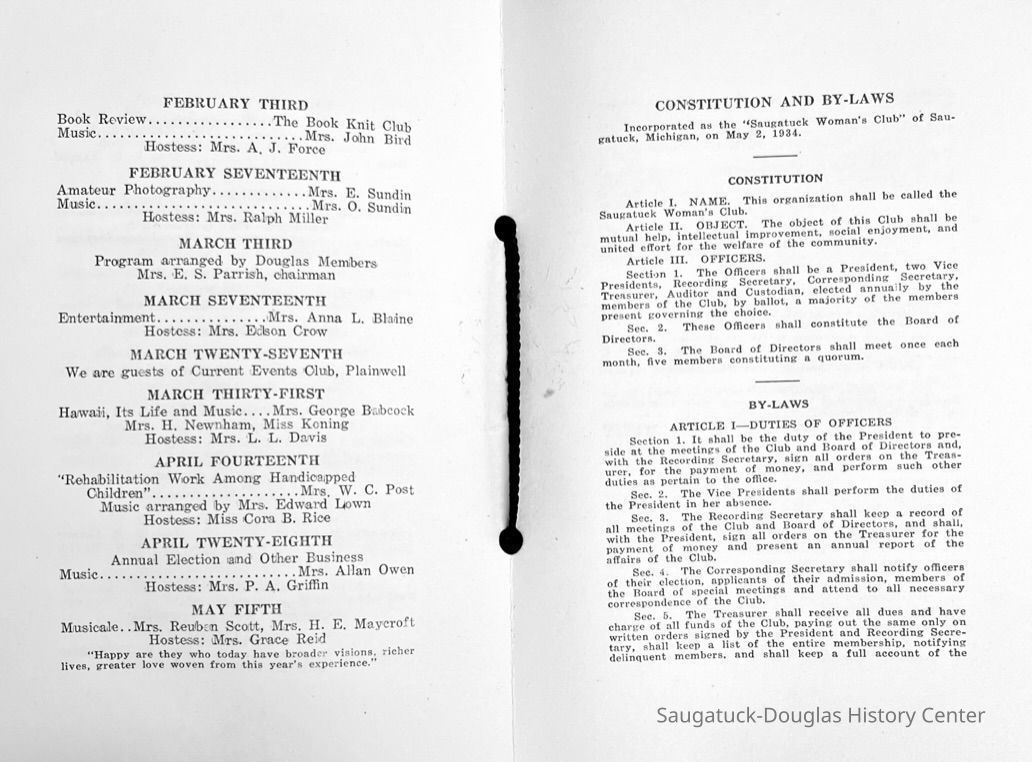 FEBRUARY THIRD
Book Review.................The Book Knit Club
Music.............................Mrs. John Bird
Hostess: Mrs. A. J. Force
FEBRUARY SEVENTEENTH
Amateur Photography.............Mrs. E. Sundin
Music.............................Mrs. O. Sundin
Hostess: Mrs. Ralph Miller
MARCH THIRD
Program arranged by Douglas Members
Mrs. E. S. Parrish, chairman
MARCH SEVENTEENTH
Entertainment...............Mrs. Anna L. Blaine
Hostess: Mrs. Edson Crow
MARCH TWENTY-SEVENTH
We are guests of Current Events Club, Plainwell
MARCH THIRTY-FIRST
Hawaii, Its Life and Music....Mrs. George Babcock
Mrs. H. Newnham, Miss Koning
Hostess: Mrs. L. L. Davis
APRIL FOURTEENTH
"Rehabilitation Work Among Handicapped
Children".....................Mrs. W. C. Post
Music arranged by Mrs. Edward Lown
Hostess: Miss Cora B. Rice
APRIL TWENTY-EIGHTH
Annual Election and Other Business
Music............................Mrs. Allan Owen
Hostess: Mrs. P. A. Griffin
MAY FIFTH
Musicale..Mrs. Reuben Scott, Mrs. H. E. Maycroft
Hostess: Mrs. Grace Reid
"Happy are they who today have broader visions, richer
lives, greater love woven from this year's experience."
CONSTITUTION AND BY-LAWS
Incorporated as the "Saugatuck Woman's Club" of Sau-
gatuck, Michigan, on May 2, 1934.
CONSTITUTION
Article I. NAME. This organization shall be called the
Saugatuck Woman's Club.
Article II. OBJECT. The object of this Club shall be
mutual help, intellectual improvement, social enjoyment, and
united effort for the welfare of the community.
Article III. OFFICERS.
Section 1. The Officers shall be a President, two Vice
Presidents, Recording Secretary, Corresponding Secretary,
Treasurer, Auditor and Custodian, elected annually by the
members of the Club, by ballot, a majority of the members
present governing the choice.
Sec. 2. These Officers shall constitute the Board of
Directors.
Sec. 3. The Board of Directors shall meet once each
month, five members constituting a quorum.
BY-LAWS
ARTICLE I—DUTIES OF OFFICERS
Section 1. It shall be the duty of the President to pre-
side at the meetings of the Club and Board of Directors and,
with the Recording Secretary, sign all orders on the Treas-
urer, for the payment of money, and perform such other
duties as pertain to the office.
Sec. 2. The Vice Presidents shall perform the duties of
the President in her absence.
Sec. 3. The Recording Secretary shall keep a record of
all meetings of the Club and Board of Directors, and shall,
with the President, sign all orders on the Treasurer for the
payment of money and present an annual report of the
affairs of the Club.
Sec. 4. The Corresponding Secretary shall notify officers
of their election, applicants of their admission, members of
the Board of special meetings and attend to all necessary
correspondence of the Club.
Sec. 5. The Treasurer shall receive all dues and have
charge of all funds of the Club, paying out the same only on
written orders signed by the President and Recording Secre-
tary, shall keep a list of the entire membership, notifying
delinquent members, and shall keep a full account of the
Saugatuck-Douglas History Center